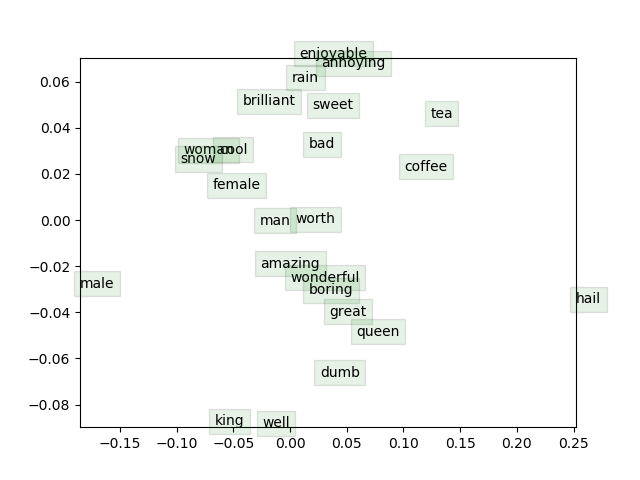 enjoyable
annoying
0.06
rain
brilliant
sweet
tea
0.04
bad
woman
cool
snow
coffee
0.02
female
0.00
man
worth
−0.02
amazing
wonderful
male
boring
hail
−0.04
great
queen
−0.06
dumb
−0.08
king
well
−0.15 −0.10 −0.05 0.00 0.05 0.10 0.15 0.20 0.25